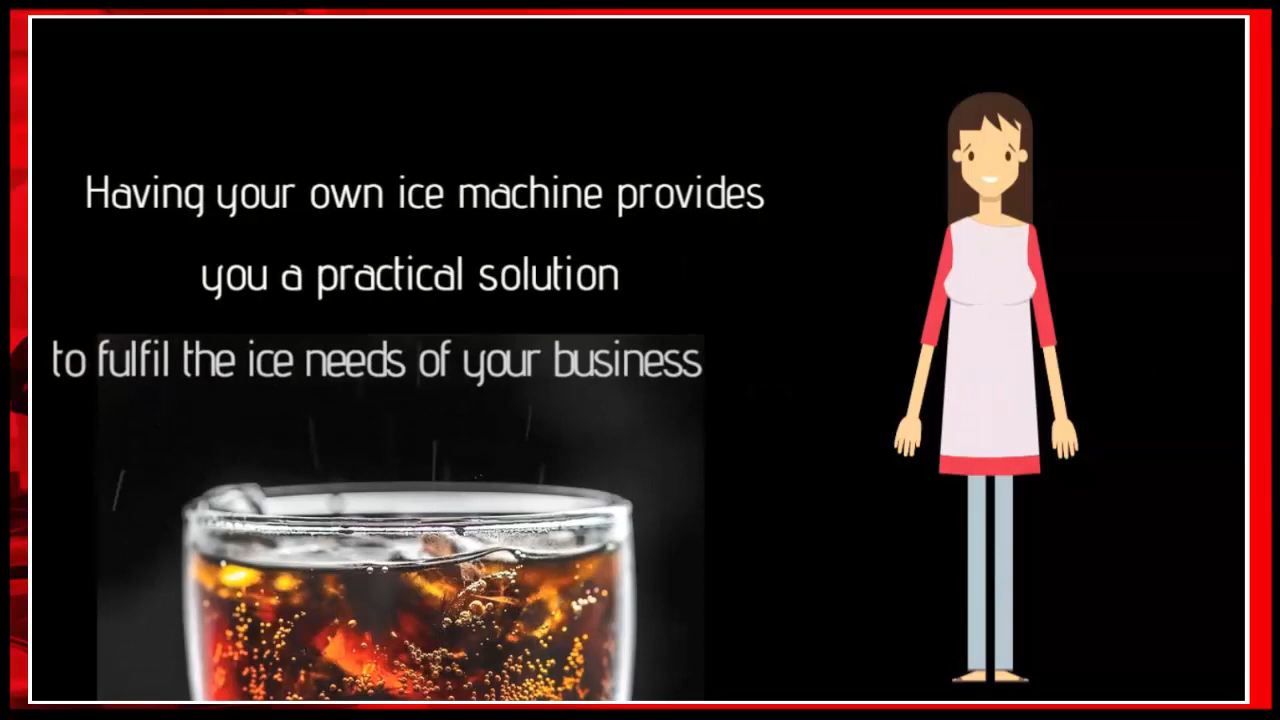 Having your own ice machine provides
you a practical solution
to fulfil the ice needs of your business